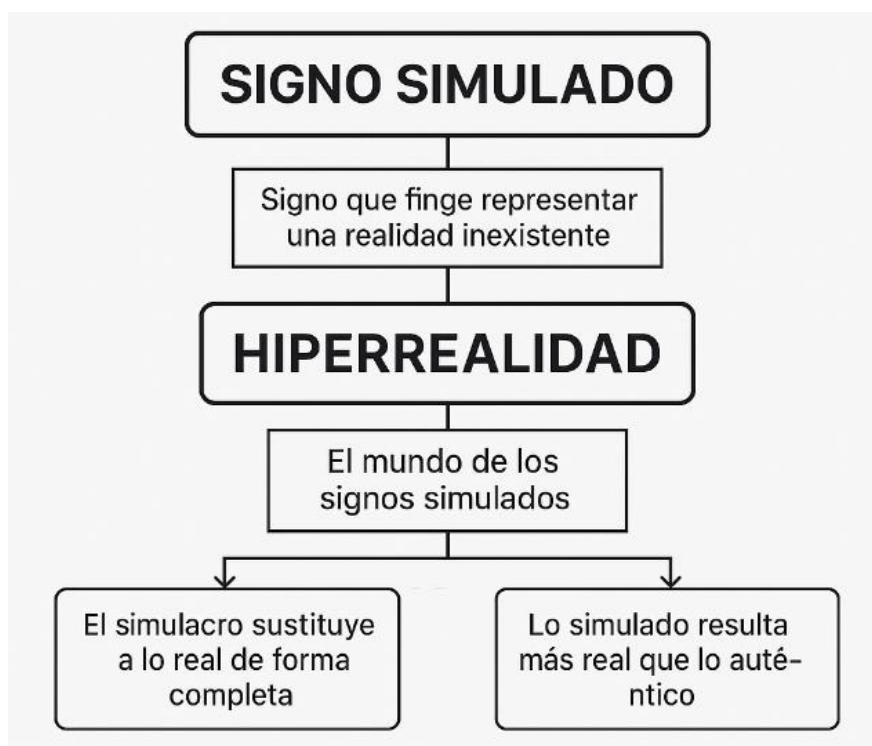 SIGNO SIMULADO
Signo que finge representar
una realidad inexistente
HIPERREALIDAD
El mundo de los
signos simulados
El simulacro sustituye
a lo real de forma
completa
Lo simulado resulta
más real que lo auté-
ntico